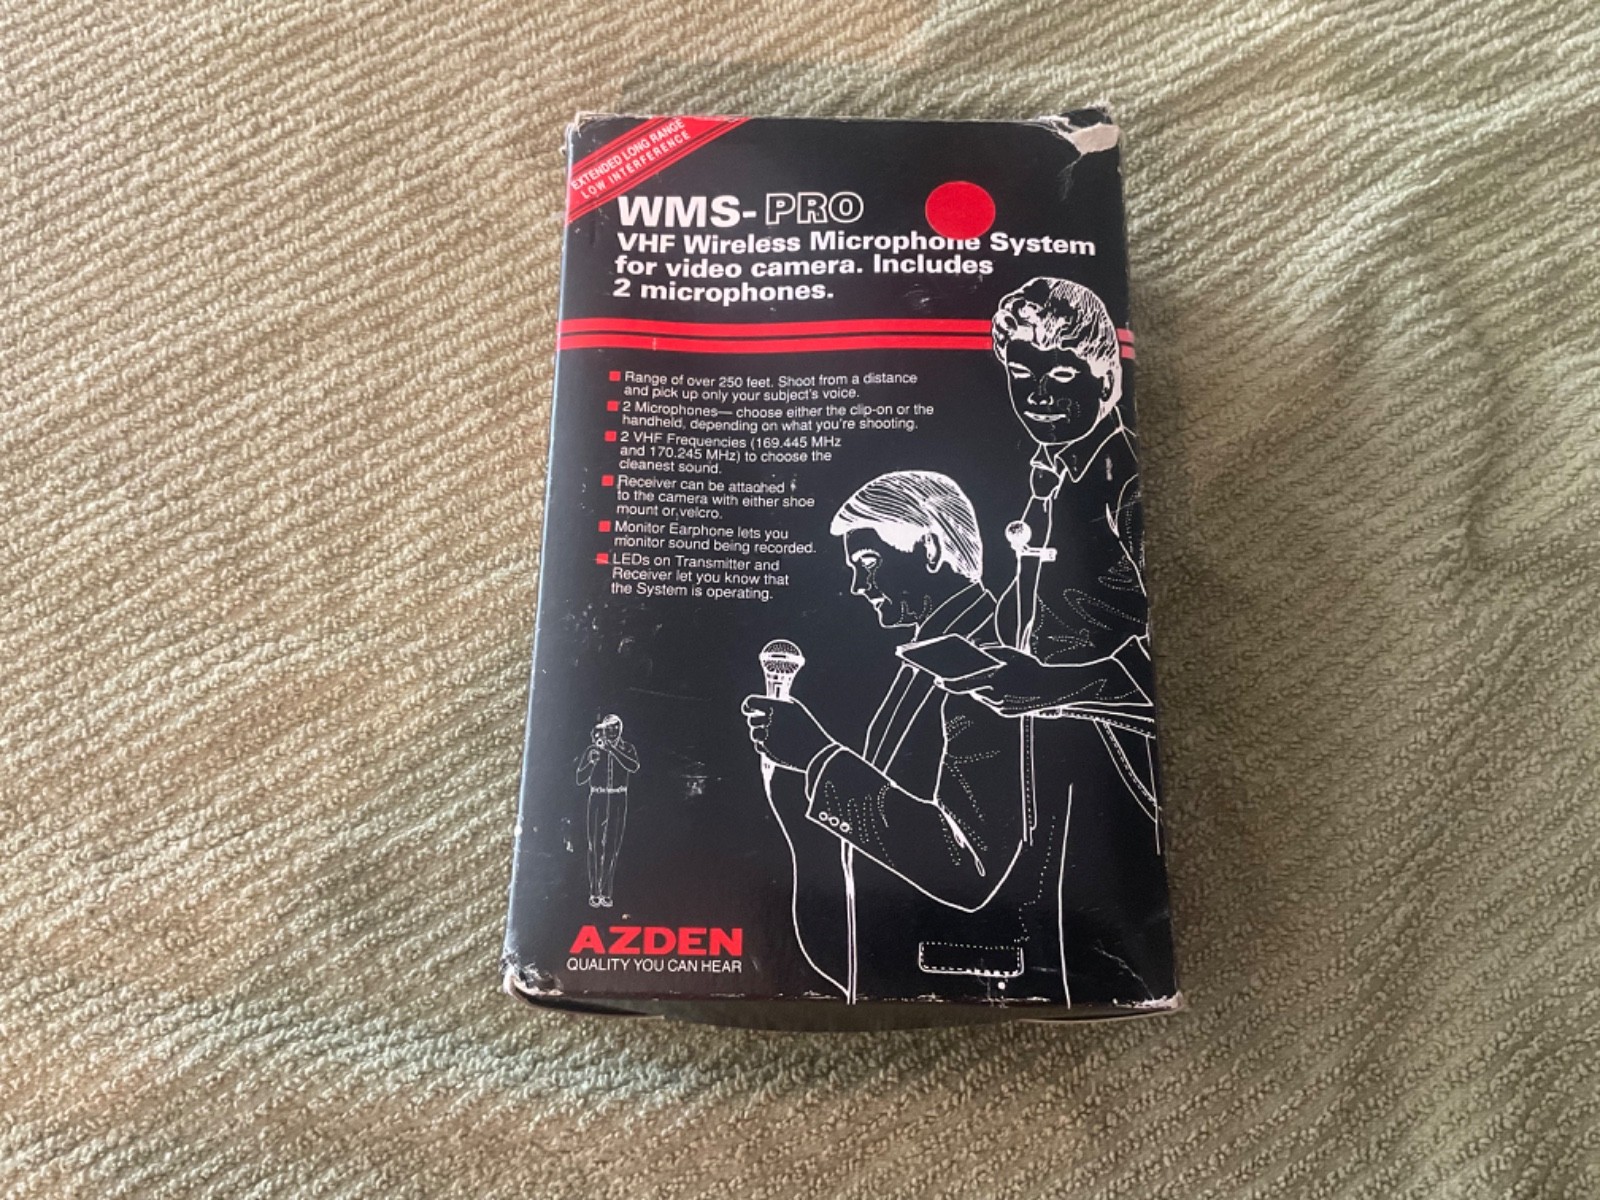 EXTENDED LONG RANGE
LOW INTERFERENCE
WMS-PRO
VHF Wireless Microphone System
for video camera. Includes
2 microphones.
Range of over 250 feet. Shoot from a distance
and pick up only your subject's voice.
2 Microphones— choose either the clip-on or the
handheld, depending on what you're shooting.
2 VHF Frequencies (169.445 MHz
and 170.245 MHz) to choose the
cleanest sound.
Receiver can be attached
to the camera with either shoe
mount or velcro.
Monitor Earphone lets you
monitor sound being recorded.
LEDs on Transmitter and
Receiver let you know that
the System is operating.
AZDEN
QUALITY YOU CAN HEAR